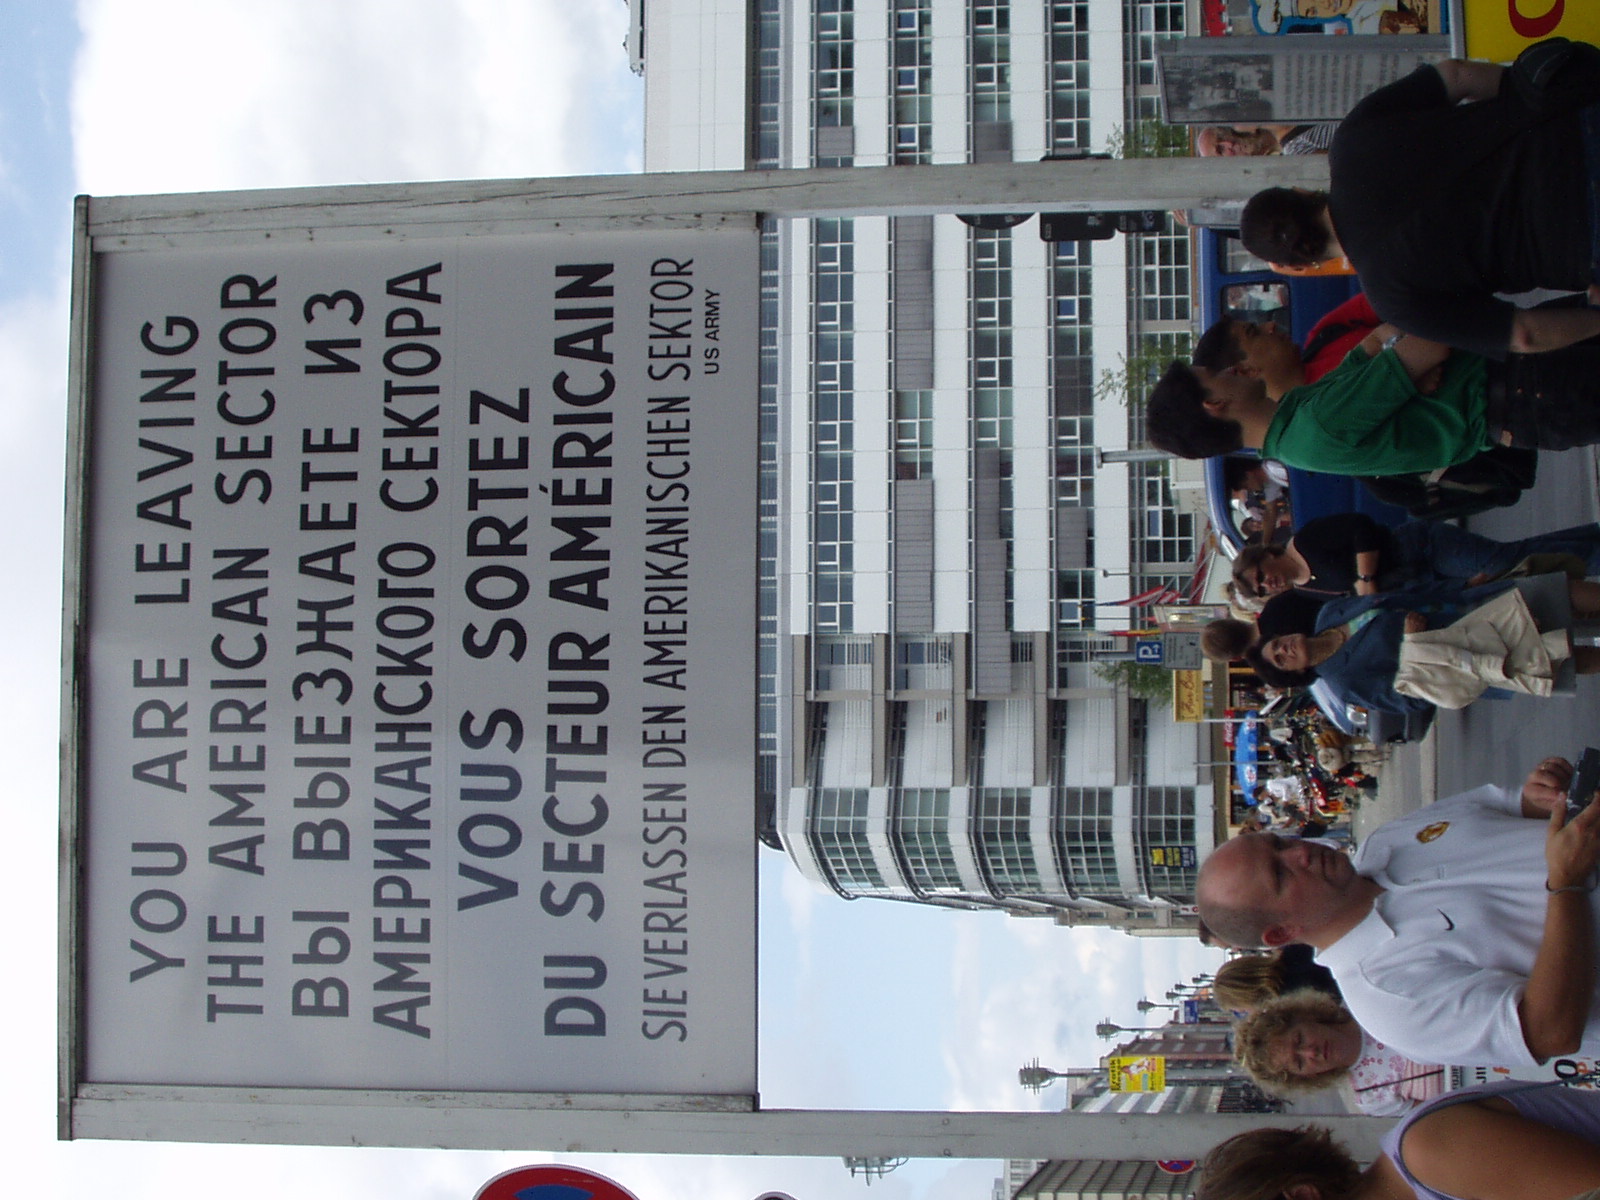 YOU ARE LEAVING
THE AMERICAN SECTOR
ВЫ ВЫЕЗЖАЕТЕ ИЗ
АМЕРИКАНСКОГО СЕКТОРА
VOUS SORTEZ
DU SECTEUR AMÉRICAIN
SIE VERLASSEN DEN AMERIKANISCHEN SEKTOR
US ARMY
P